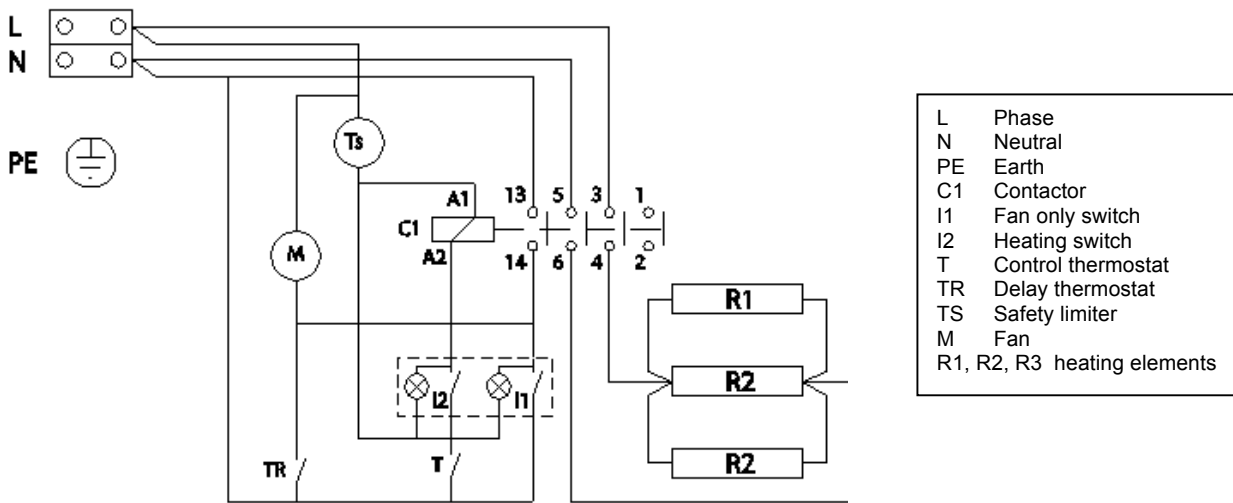 L
N
PE
Ts
A1
C1
A2
13 5 3 1
14 6 4 2
M
R1
R2
R2
I2
I1
TR
T
L Phase
N Neutral
PE Earth
C1 Contactor
I1 Fan only switch
I2 Heating switch
T Control thermostat
TR Delay thermostat
TS Safety limiter
M Fan
R1, R2, R3 heating elements